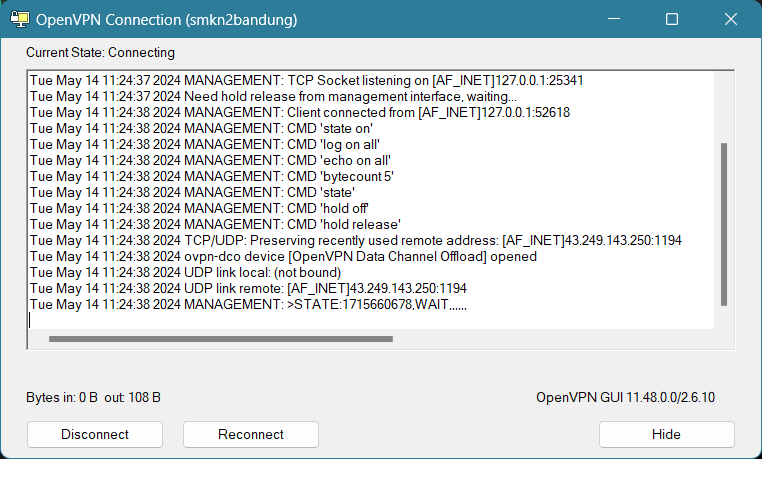 OpenVPN Connection (smkn2bandung)
Current State: Connecting
Tue May 14 11:24:37 2024 MANAGEMENT: TCP Socket listening on [AF_INET]127.0.0.1:25341
Tue May 14 11:24:37 2024 Need hold release from management interface, waiting...
Tue May 14 11:24:38 2024 MANAGEMENT: Client connected from [AF_INET]127.0.0.1:52618
Tue May 14 11:24:38 2024 MANAGEMENT: CMD 'state on'
Tue May 14 11:24:38 2024 MANAGEMENT: CMD 'log on all'
Tue May 14 11:24:38 2024 MANAGEMENT: CMD 'echo on all'
Tue May 14 11:24:38 2024 MANAGEMENT: CMD 'bytecount 5'
Tue May 14 11:24:38 2024 MANAGEMENT: CMD 'state'
Tue May 14 11:24:38 2024 MANAGEMENT: CMD 'hold off'
Tue May 14 11:24:38 2024 MANAGEMENT: CMD 'hold release'
Tue May 14 11:24:38 2024 TCP/UDP: Preserving recently used remote address: [AF_INET]43.249.143.250:1194
Tue May 14 11:24:38 2024 ovpn-dco device [OpenVPN Data Channel Offload] opened
Tue May 14 11:24:38 2024 UDP link local: (not bound)
Tue May 14 11:24:38 2024 UDP link remote: [AF_INET]43.249.143.250:1194
Tue May 14 11:24:38 2024 MANAGEMENT: >STATE:1715660678,WAIT,,,,,,
Bytes in: 0 B out: 108 B
OpenVPN GUI 11.48.0.0/2.6.10
Disconnect
Reconnect
Hide